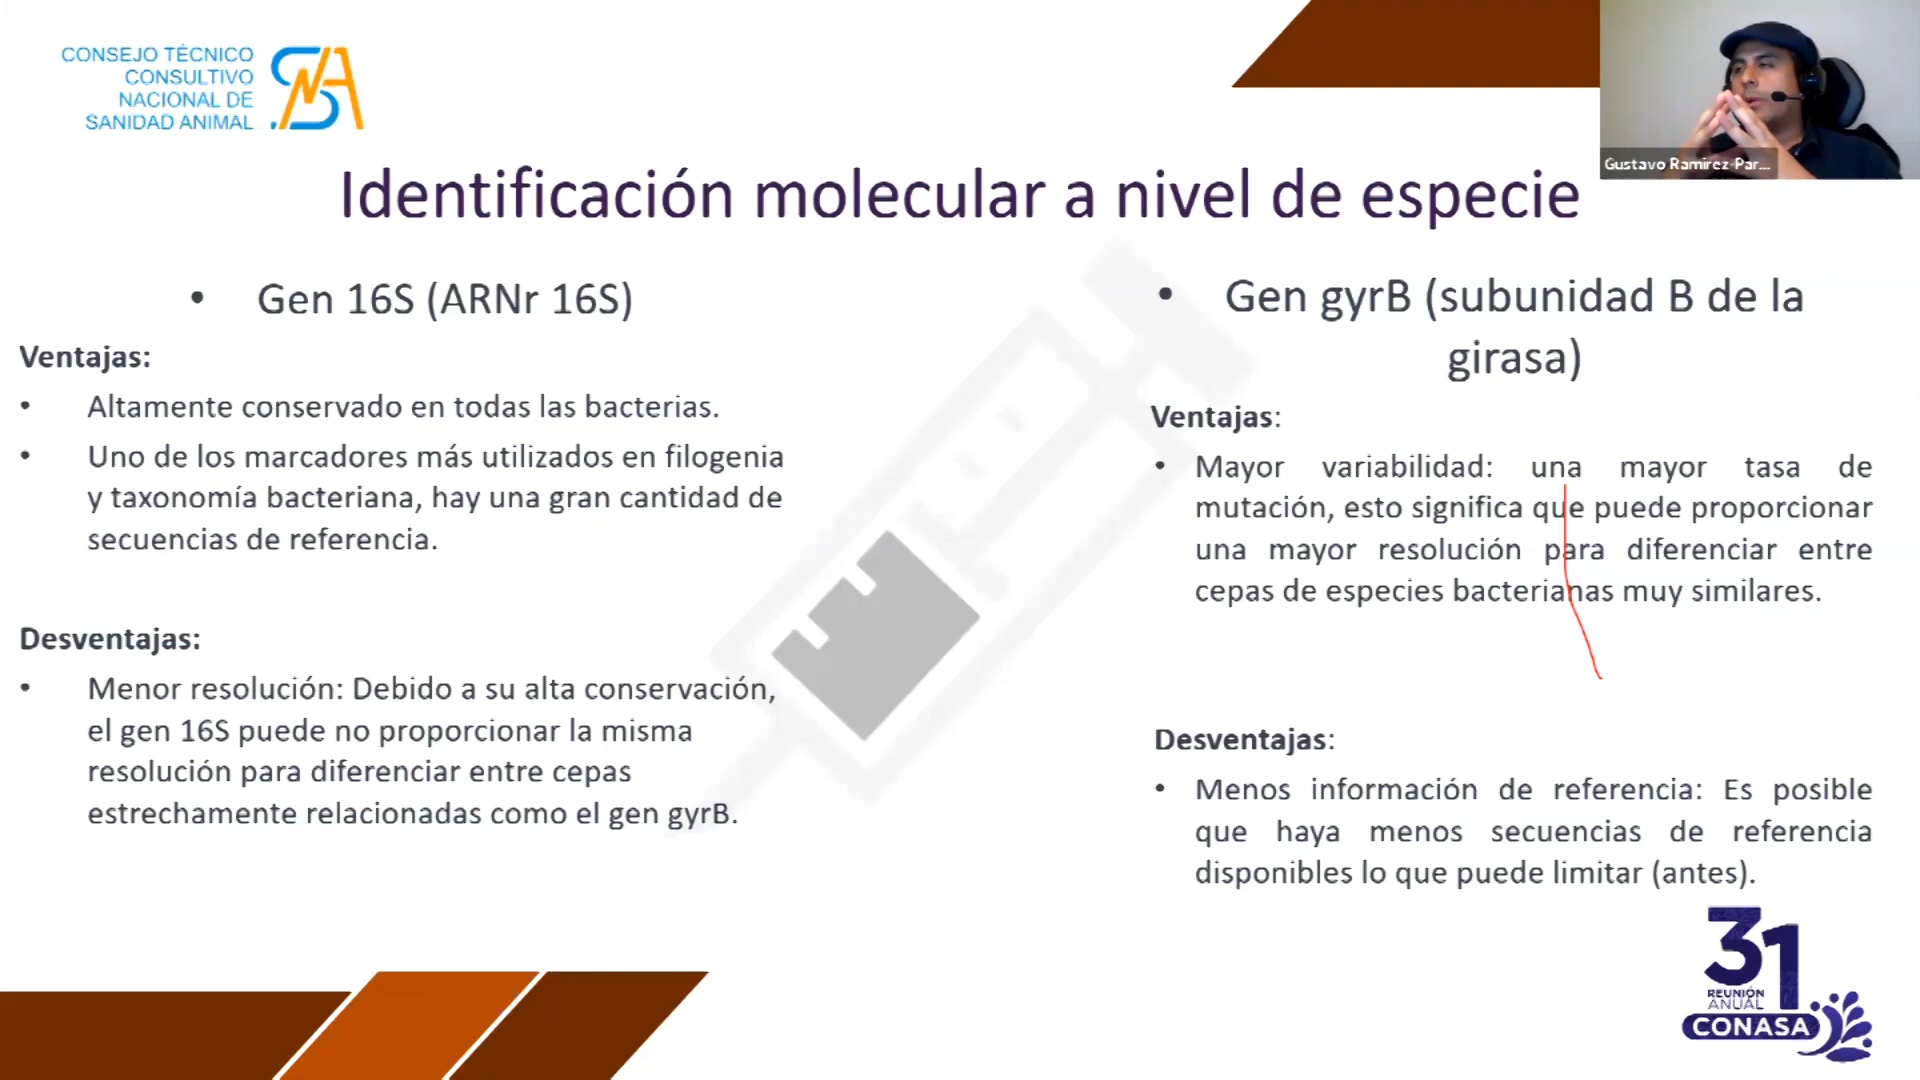 CONSEJO TÉCNICO
CONSULTIVO
NACIONAL DE
SANIDAD ANIMAL
Gustavo Ramirez-Par...
Identificación molecular a nivel de especie
• Gen 16S (ARNr 16S)
Ventajas:
• Altamente conservado en todas las bacterias.
• Uno de los marcadores más utilizados en filogenia
y taxonomía bacteriana, hay una gran cantidad de
secuencias de referencia.
Desventajas:
• Menor resolución: Debido a su alta conservación,
el gen 16S puede no proporcionar la misma
resolución para diferenciar entre cepas
estrechamente relacionadas como el gen gyrB.
• Gen gyrB (subunidad B de la
girasa)
Ventajas:
• Mayor variabilidad: una mayor tasa de
mutación, esto significa que puede proporcionar
una mayor resolución para diferenciar entre
cepas de especies bacterianas muy similares.
Desventajas:
• Menos información de referencia: Es posible
que haya menos secuencias de referencia
disponibles lo que puede limitar (antes).
31
REUNIÓN
ANUAL
CONASA